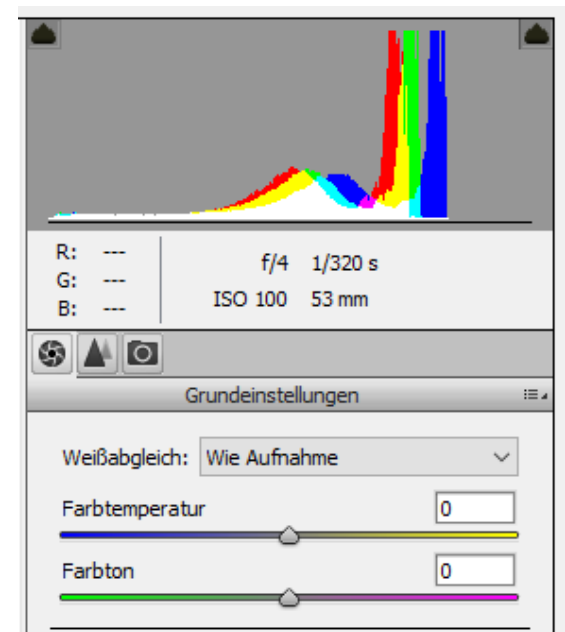 R: --- f/4 1/320 s
G: ---
B: --- ISO 100 53 mm
Grundeinstellungen
Weißabgleich: Wie Aufnahme
Farbtemperatur 0
Farbton 0